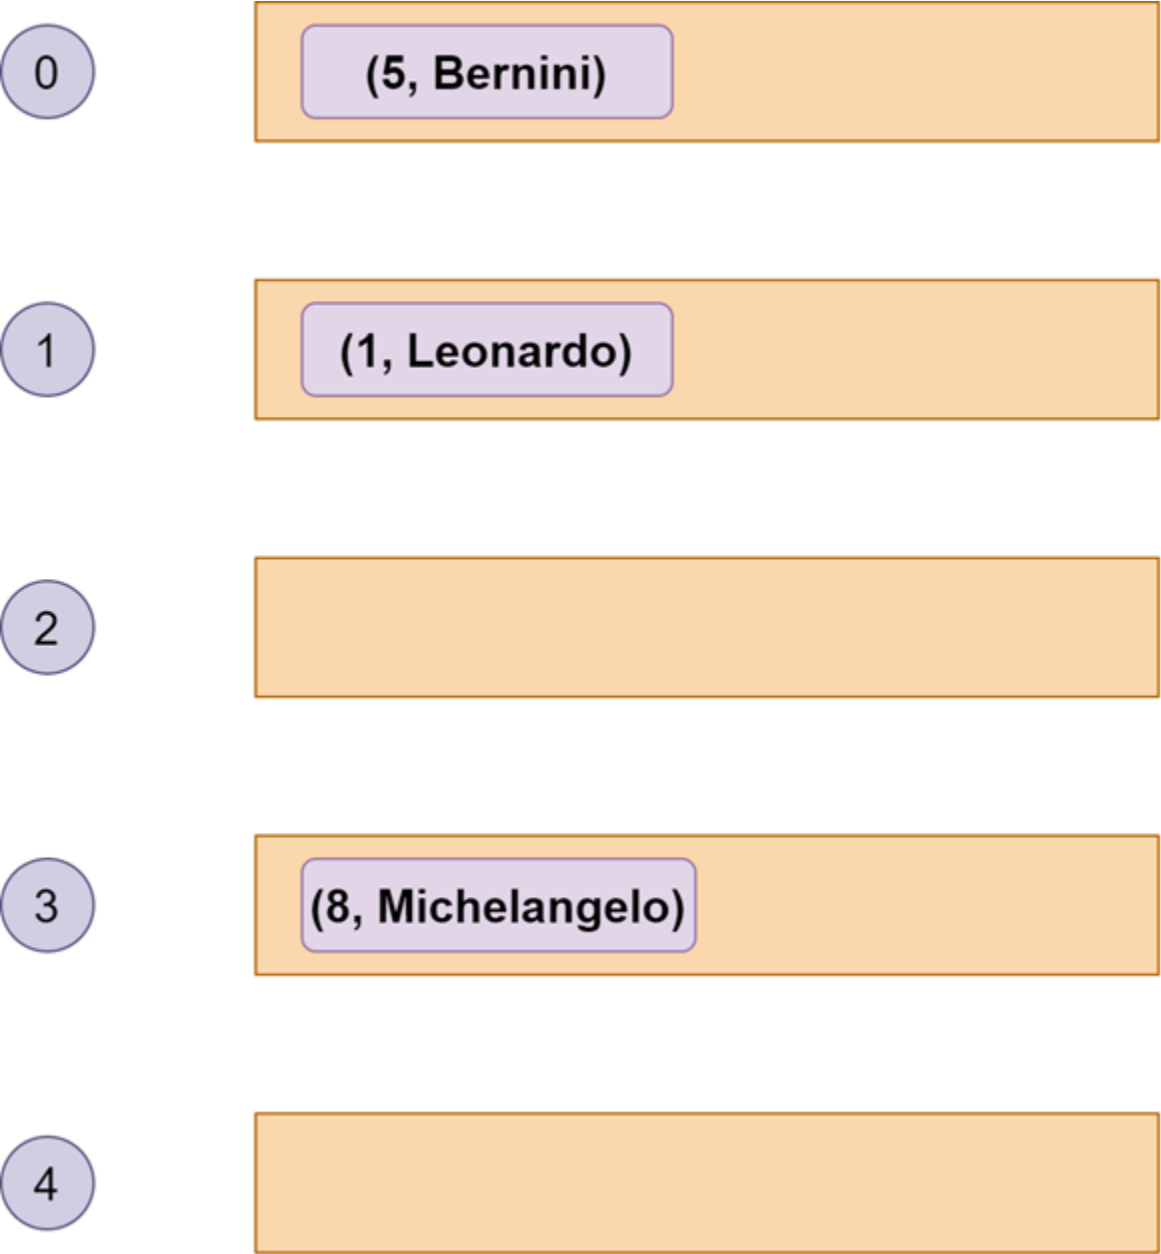 0
(5, Bernini)
1
(1, Leonardo)
2
3
(8, Michelangelo)
4